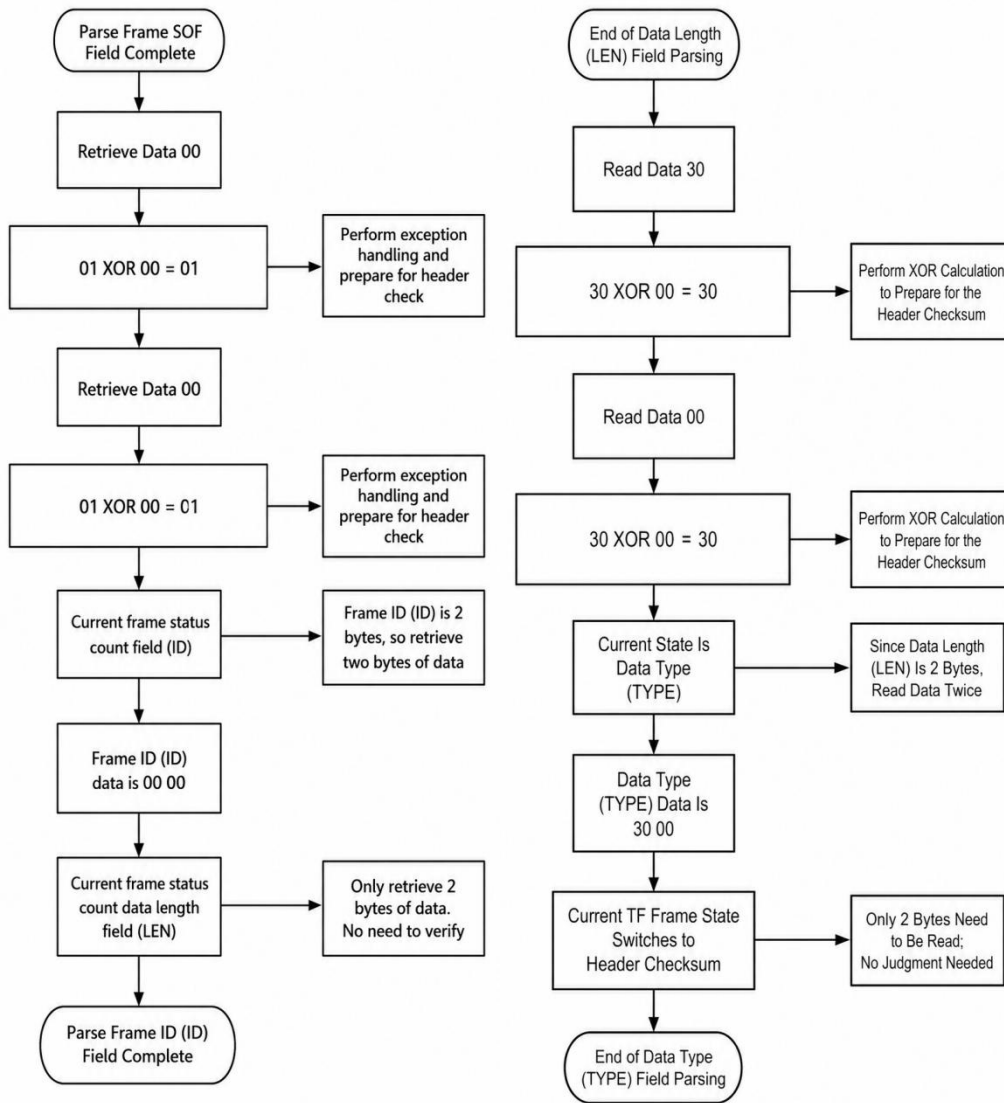 Parse Frame SOF
Field Complete
Retrieve Data 00
01 XOR 00 = 01
Perform exception
handling and
prepare for header
check
Retrieve Data 00
01 XOR 00 = 01
Perform exception
handling and
prepare for header
check
Current frame status
count field (ID)
Frame ID (ID) is 2
bytes, so retrieve
two bytes of data
Frame ID (ID)
data is 00 00
Current frame status
count data length
field (LEN)
Only retrieve 2
bytes of data.
No need to verify
Parse Frame ID (ID)
Field Complete
End of Data Length
(LEN) Field Parsing
Read Data 30
30 XOR 00 = 30
Perform XOR Calculation
to Prepare for the
Header Checksum
Read Data 00
30 XOR 00 = 30
Perform XOR Calculation
to Prepare for the
Header Checksum
Current State Is
Data Type
(TYPE)
Since Data Length
(LEN) Is 2 Bytes,
Read Data Twice
Data Type
(TYPE) Data Is
30 00
Current TF Frame State
Switches to
Header Checksum
Only 2 Bytes Need
to Be Read;
No Judgment Needed
End of Data Type
(TYPE) Field Parsing